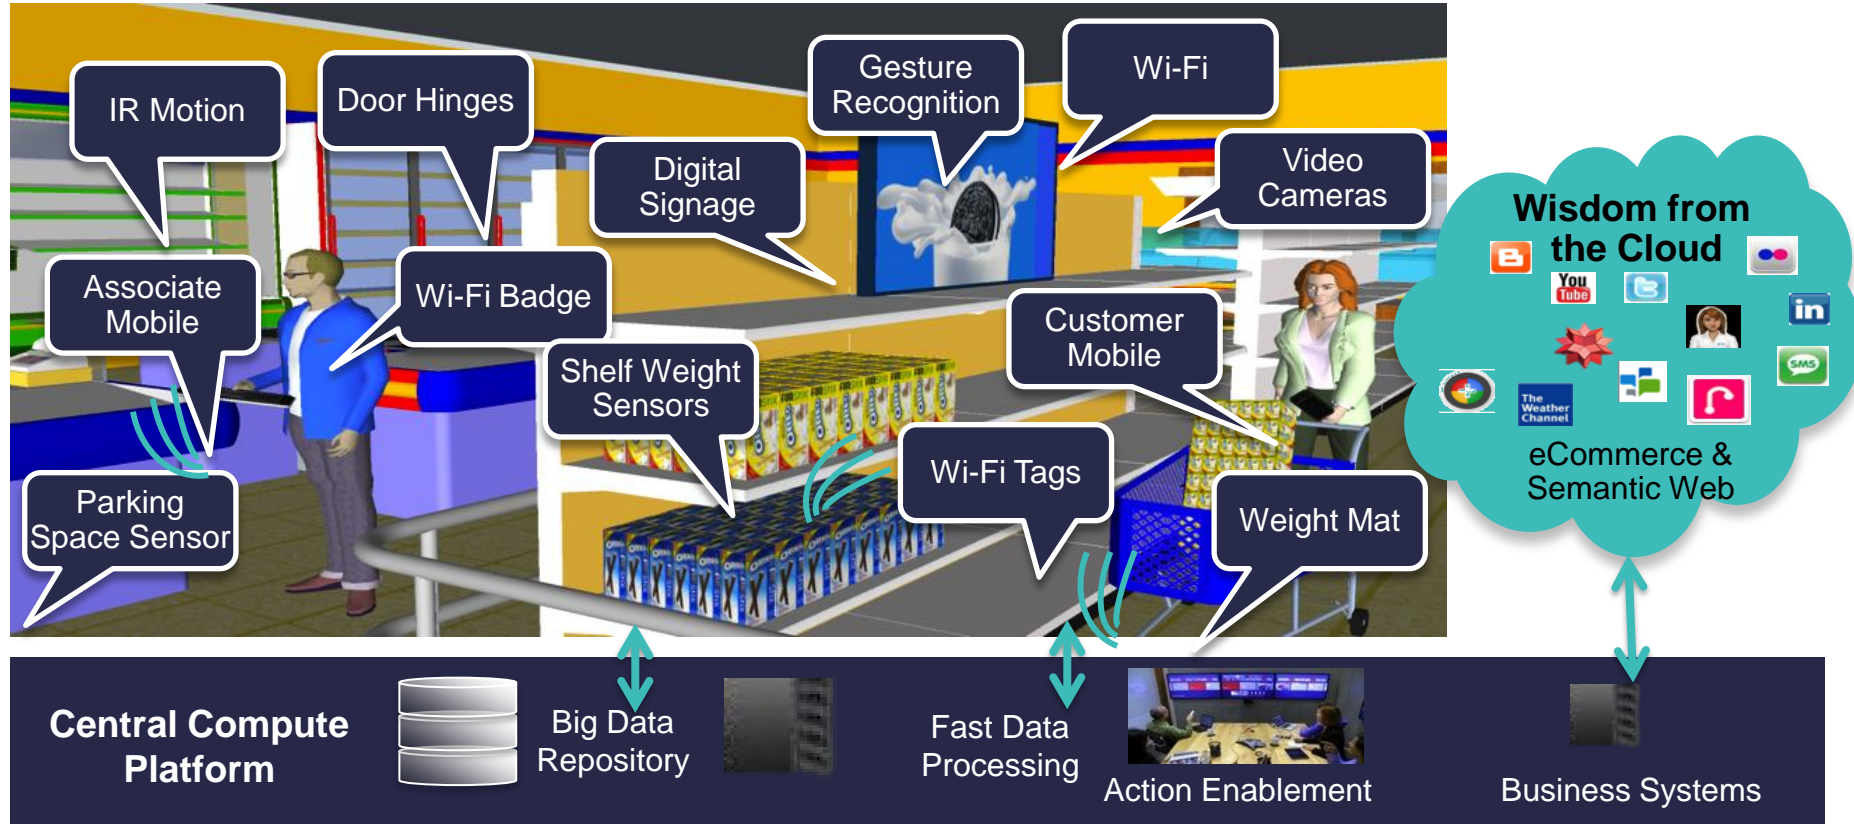 IR Motion
Door Hinges
Gesture
Recognition
Wi-Fi
Digital
Signage
Video
Cameras
Associate
Mobile
Wi-Fi Badge
Shelf Weight
Sensors
Customer
Mobile
Wi-Fi Tags
Parking
Space Sensor
Weight Mat
Wisdom from
the Cloud
You
Tube
in
SMS
The
Weather
Channel
eCommerce &
Semantic Web
Central Compute
Platform
Big Data
Repository
Fast Data
Processing
Action Enablement
Business Systems